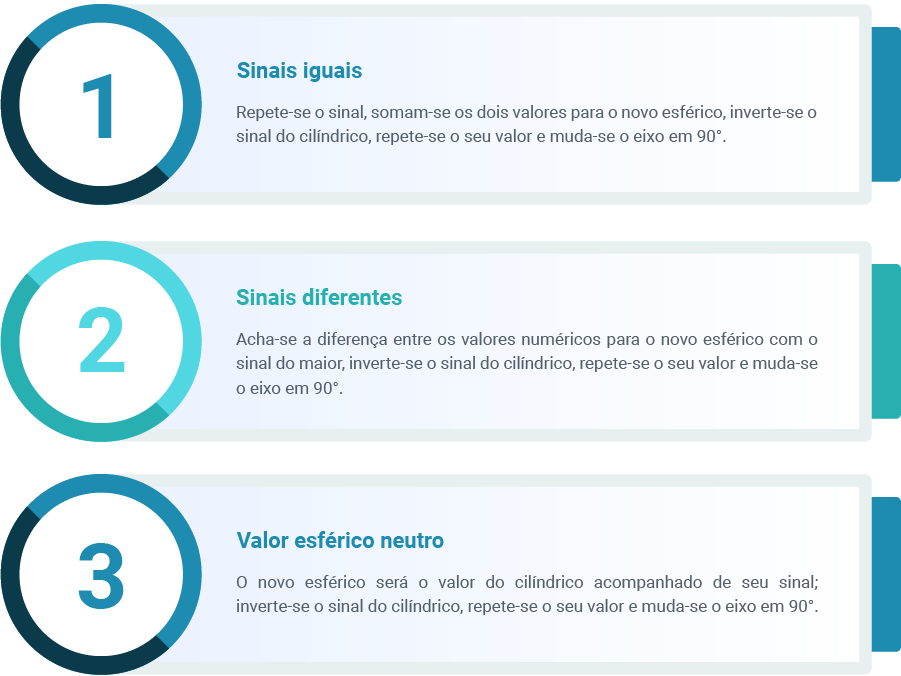 1
Sinais iguais
Repete-se o sinal, somam-se os dois valores para o novo esférico, inverte-se o
sinal do cilíndrico, repete-se o seu valor e muda-se o eixo em 90°.
2
Sinais diferentes
Acha-se a diferença entre os valores numéricos para o novo esférico com o
sinal do maior, inverte-se o sinal do cilíndrico, repete-se o seu valor e muda-se
o eixo em 90°.
3
Valor esférico neutro
O novo esférico será o valor do cilíndrico acompanhado de seu sinal;
inverte-se o sinal do cilíndrico, repete-se o seu valor e muda-se o eixo em 90°.